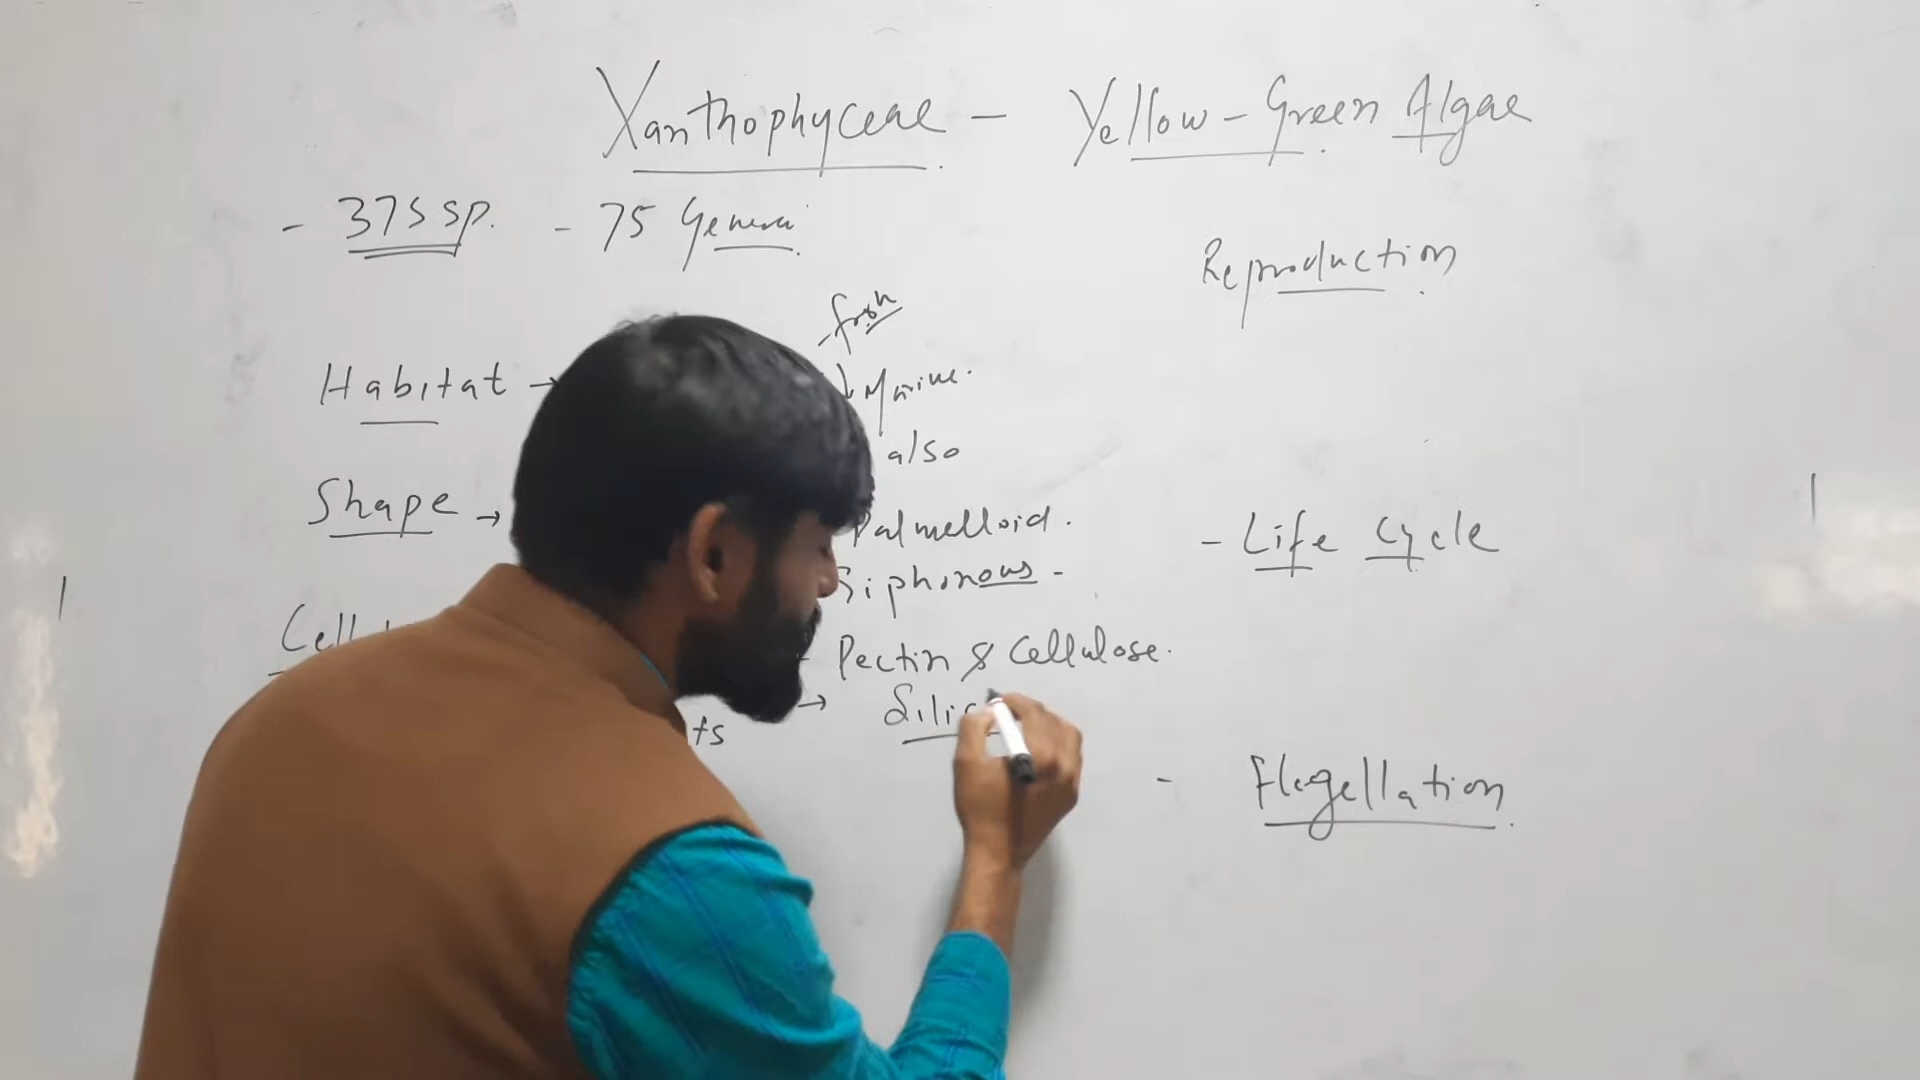 Xanthophyceae - Yellow-Green Algae
- 375 sp. - 75 Genera.
Reproduction.
- fresh
Habitat →
↳ Marine.
also
Shape →
Palmelloid.
- Life Cycle
Siphonous -
Cell
- Pectin & Cellulose.
→ Silic
ts
- Flagellation.